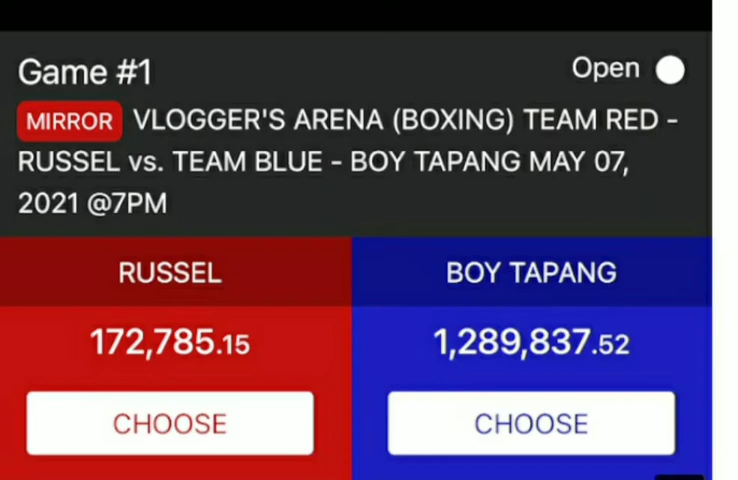 Game #1
Open
MIRROR VLOGGER'S ARENA (BOXING) TEAM RED -
RUSSEL vs. TEAM BLUE - BOY TAPANG MAY 07,
2021 @7PM
RUSSEL
BOY TAPANG
172,785.15
1,289,837.52
CHOOSE
CHOOSE